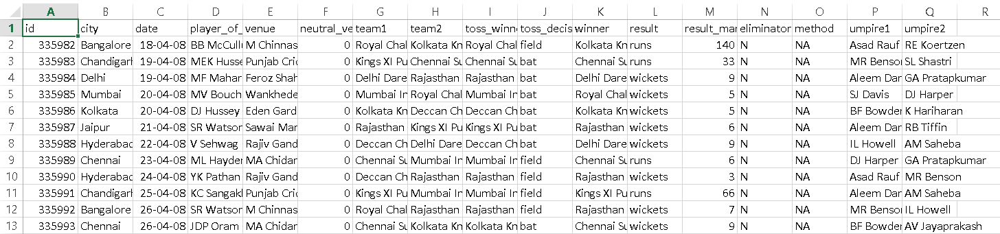 A B C D E F G H I J K L M N O P Q R
1 id city date player_of_ venue neutral_ve team1 team2 toss_winn toss_decis winner result result_mar eliminator method umpire1 umpire2
2 335982 Bangalore 18-04-08 BB McCull M Chinnas 0 Royal Chal Kolkata Kn Royal Chal field Kolkata Kn runs 140 N NA Asad Rauf RE Koertzen
3 335983 Chandigarh 19-04-08 MEK Husse Punjab Cric 0 Kings XI Pu Chennai Su Chennai Su bat Chennai Su runs 33 N NA MR Benson SL Shastri
4 335984 Delhi 19-04-08 MF Mahar Feroz Shah 0 Delhi Dare Rajasthan Rajasthan bat Delhi Dare wickets 9 N NA Aleem Dar GA Pratapkumar
5 335985 Mumbai 20-04-08 MV Bouch Wankhede 0 Mumbai In Royal Chal Mumbai In bat Royal Chal wickets 5 N NA SJ Davis DJ Harper
6 335986 Kolkata 20-04-08 DJ Hussey Eden Gard 0 Kolkata Kn Deccan Ch Deccan Ch bat Kolkata Kn wickets 5 N NA BF Bowden K Hariharan
7 335987 Jaipur 21-04-08 SR Watson Sawai Mar 0 Rajasthan Kings XI Pu Kings XI Pu bat Rajasthan wickets 6 N NA Aleem Dar RB Tiffin
8 335988 Hyderabad 22-04-08 V Sehwag Rajiv Gand 0 Deccan Ch Delhi Dare Deccan Ch bat Delhi Dare wickets 9 N NA IL Howell AM Saheba
9 335989 Chennai 23-04-08 ML Hayden MA Chidar 0 Chennai Su Mumbai In Mumbai In field Chennai Su runs 6 N NA DJ Harper GA Pratapkumar
10 335990 Hyderabad 24-04-08 YK Pathan Rajiv Gand 0 Deccan Ch Rajasthan Rajasthan field Rajasthan wickets 3 N NA Asad Rauf MR Benson
11 335991 Chandigarh 25-04-08 KC Sangak Punjab Cric 0 Kings XI Pu Mumbai In Mumbai In field Kings XI Pu runs 66 N NA Aleem Dar AM Saheba
12 335992 Bangalore 26-04-08 SR Watson M Chinnas 0 Royal Chal Rajasthan Rajasthan field Rajasthan wickets 7 N NA MR Benson IL Howell
13 335993 Chennai 26-04-08 JDP Oram MA Chidar 0 Chennai Su Kolkata Kn Kolkata Kn bat Chennai Su wickets 9 N NA BF Bowden AV Jayaprakash